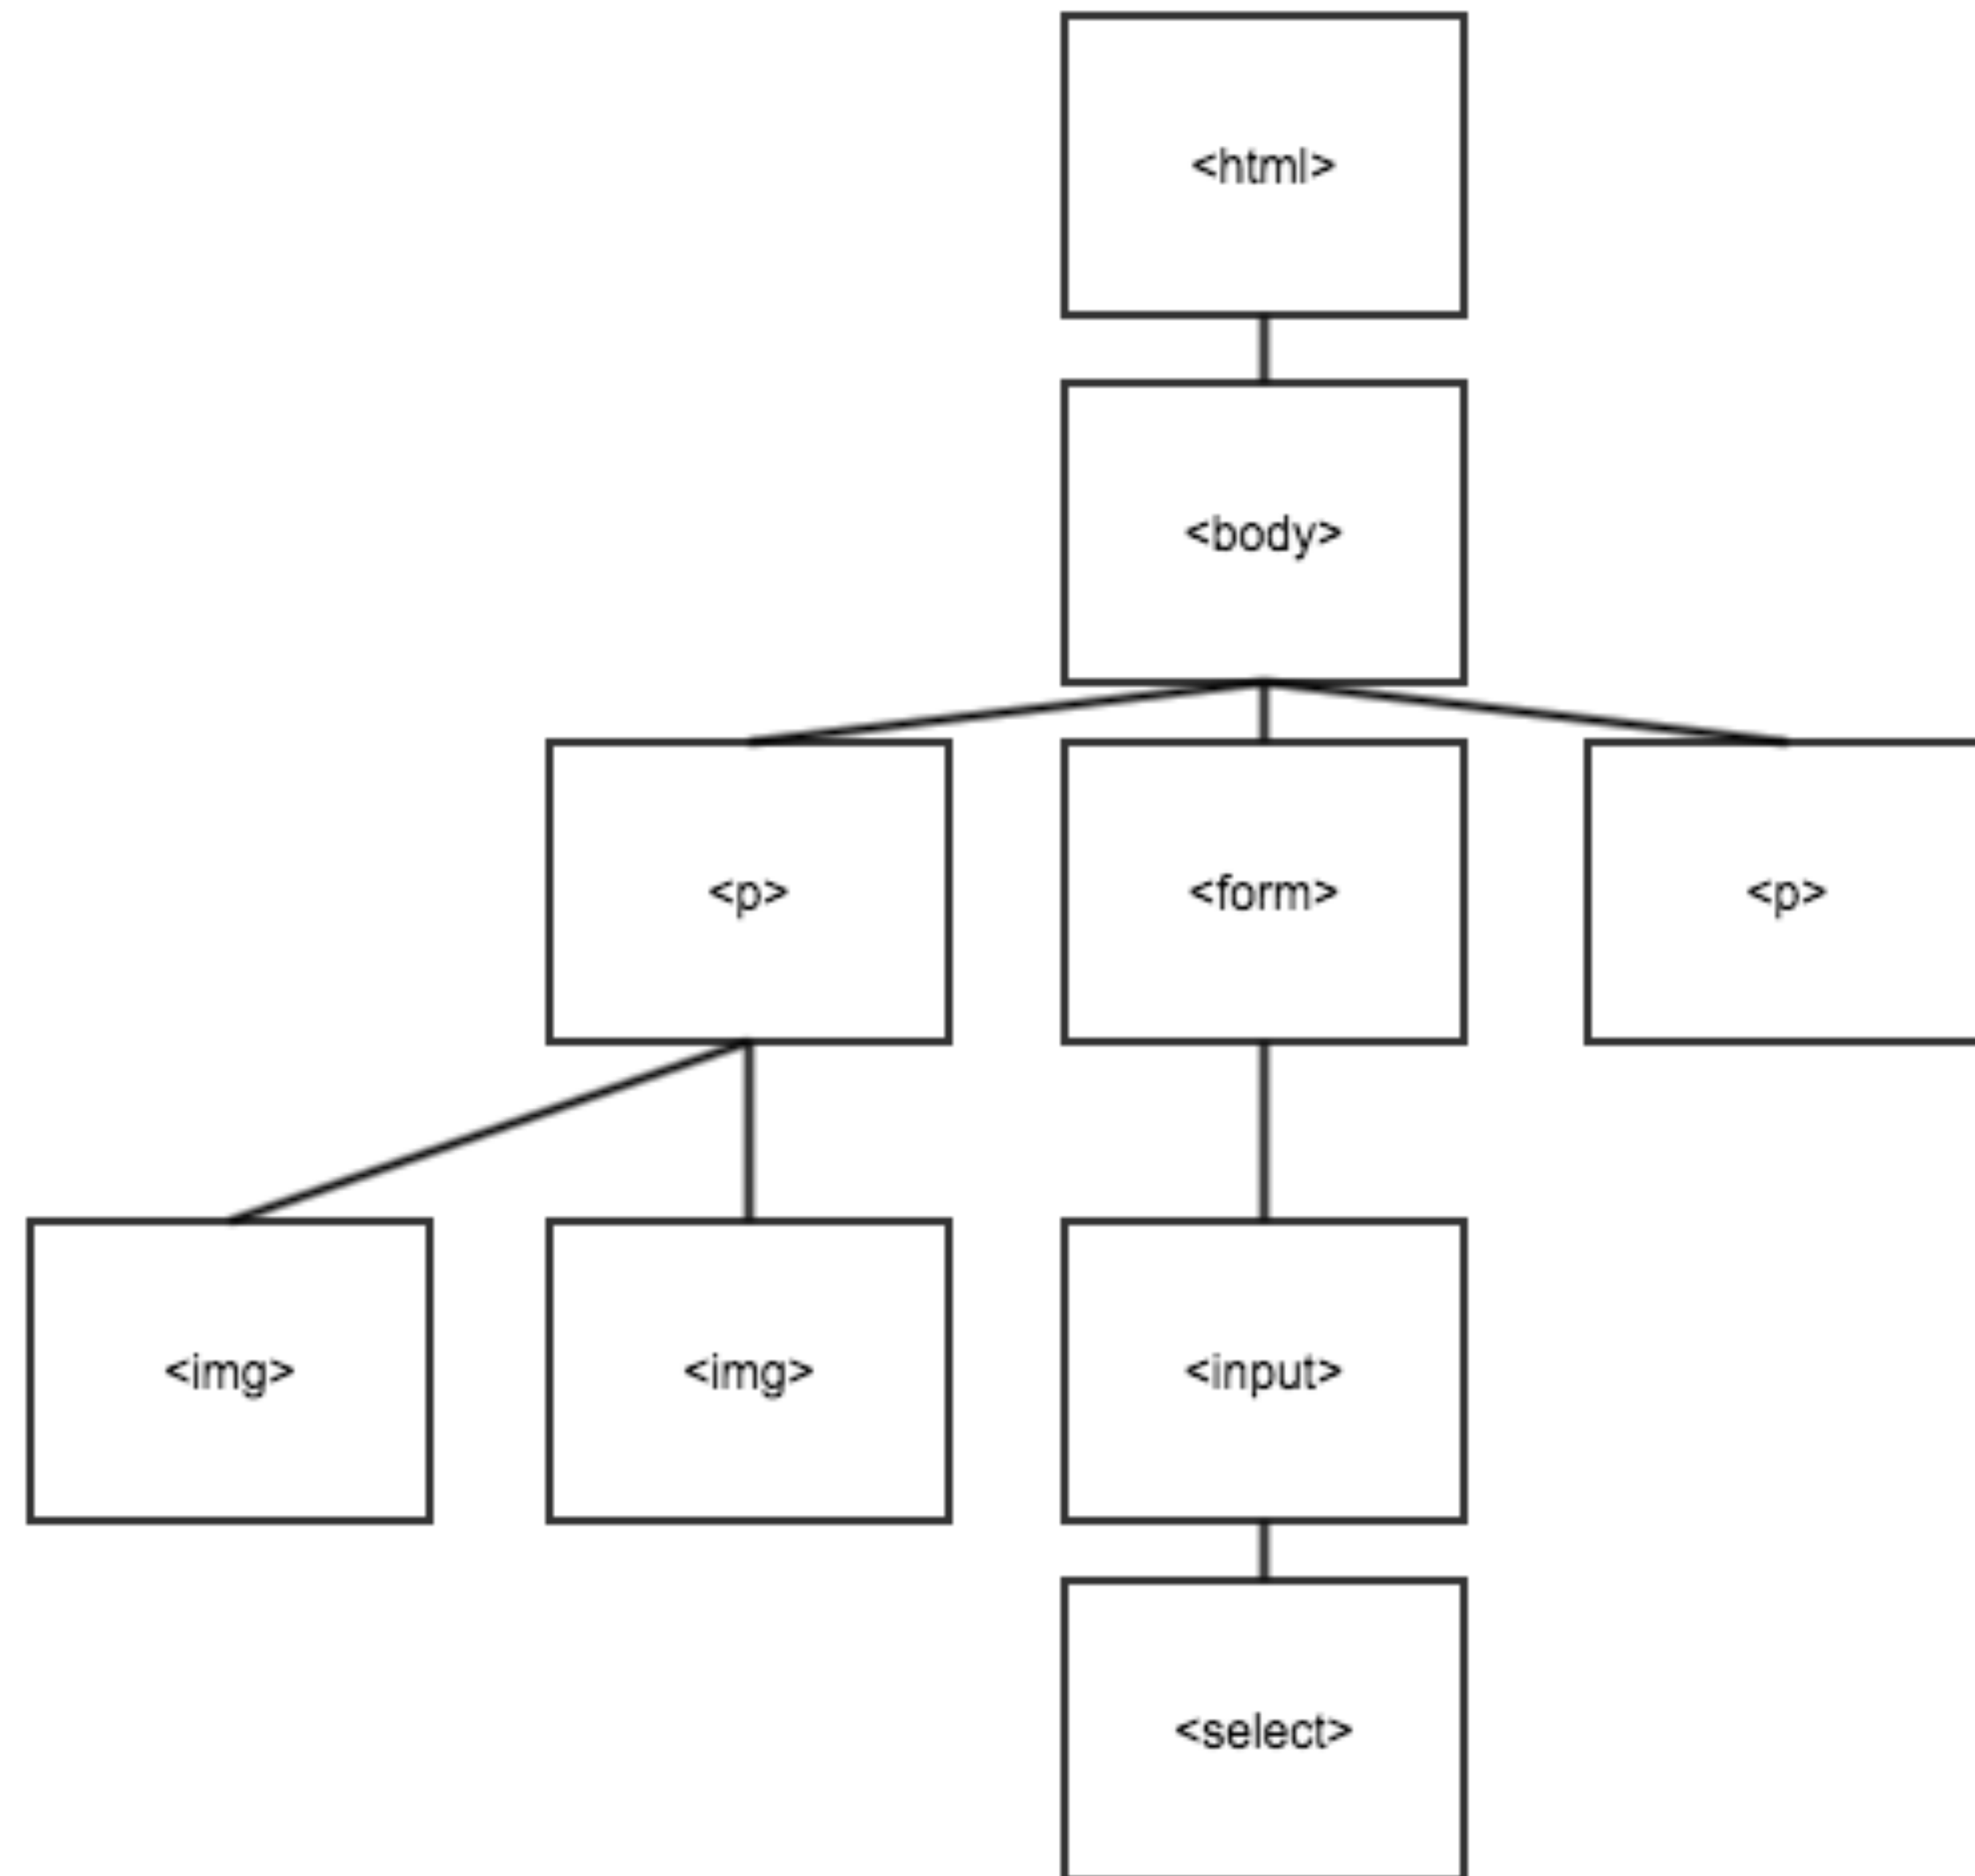 <html>
<body>
<p>
<form>
<p>
<img>
<img>
<input>
<select>